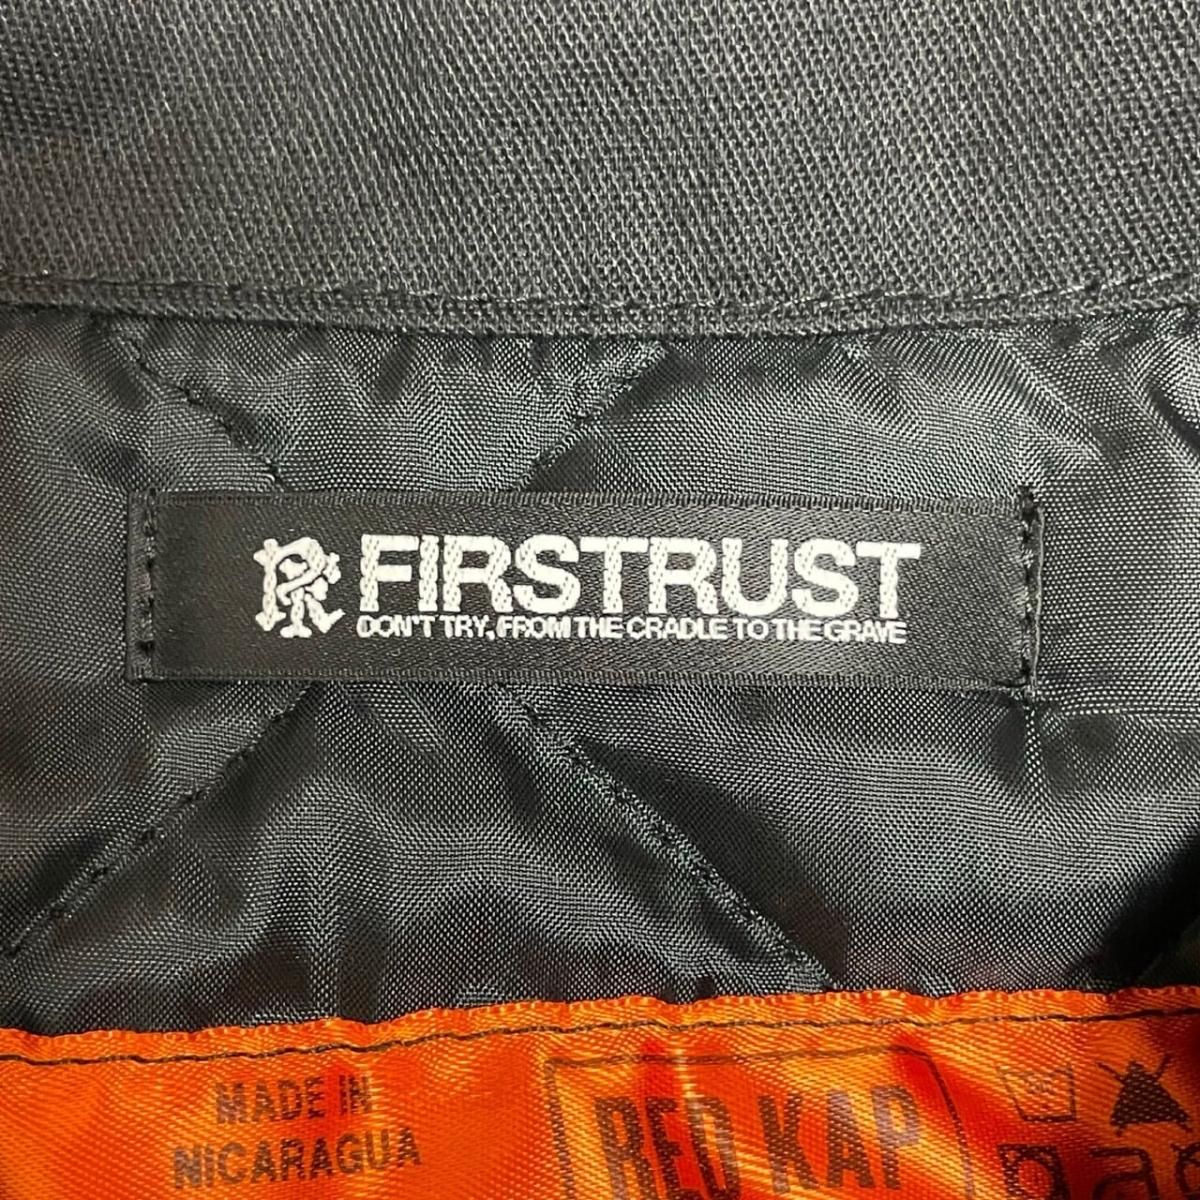 FIRSTRUST
DON'T TRY, FROM THE CRADLE TO THE GRAVE
MADE IN
NICARAGUA
RED KAP